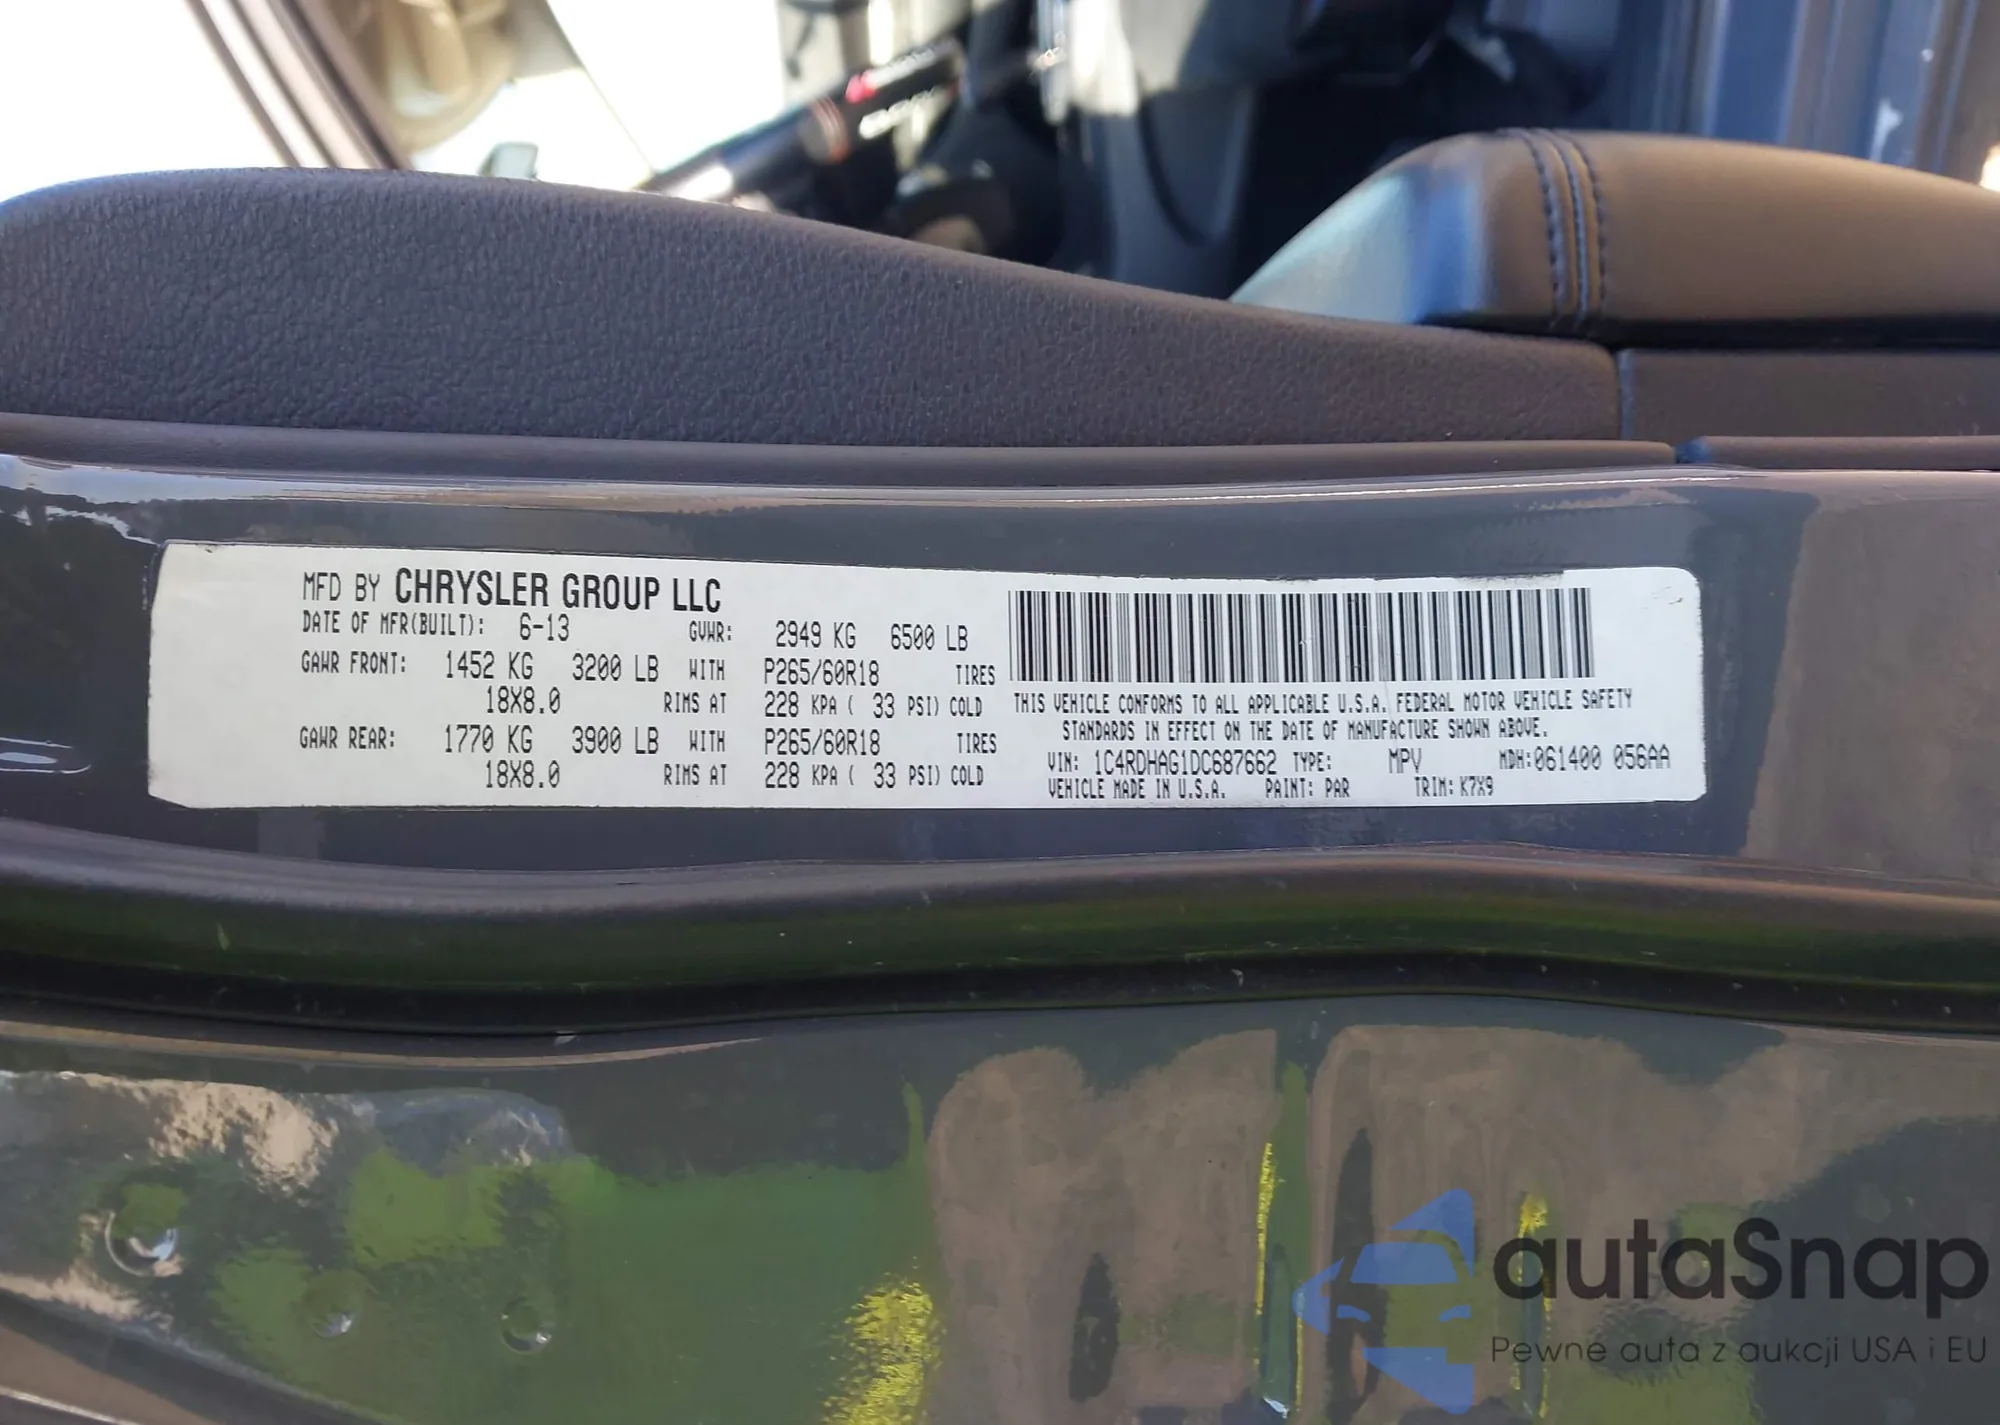 MFD BY CHRYSLER GROUP LLC
DATE OF MFR(BUILT): 6-13 GVWR: 2949 KG 6500 LB
GAWR FRONT: 1452 KG 3200 LB WITH P265/60R18 TIRES
18X8.0 RIMS AT 228 KPA ( 33 PSI) COLD
GAWR REAR: 1770 KG 3900 LB WITH P265/60R18 TIRES
18X8.0 RIMS AT 228 KPA ( 33 PSI) COLD
THIS VEHICLE CONFORMS TO ALL APPLICABLE U.S.A. FEDERAL MOTOR VEHICLE SAFETY
STANDARDS IN EFFECT ON THE DATE OF MANUFACTURE SHOWN ABOVE.
VIN: 1C4RDHAG1DC687662 TYPE: MPV MDH:061400 056AA
VEHICLE MADE IN U.S.A. PAINT: PAR TRIM: K7X9
autaSnap
Pewne auta z aukcji USA i EU